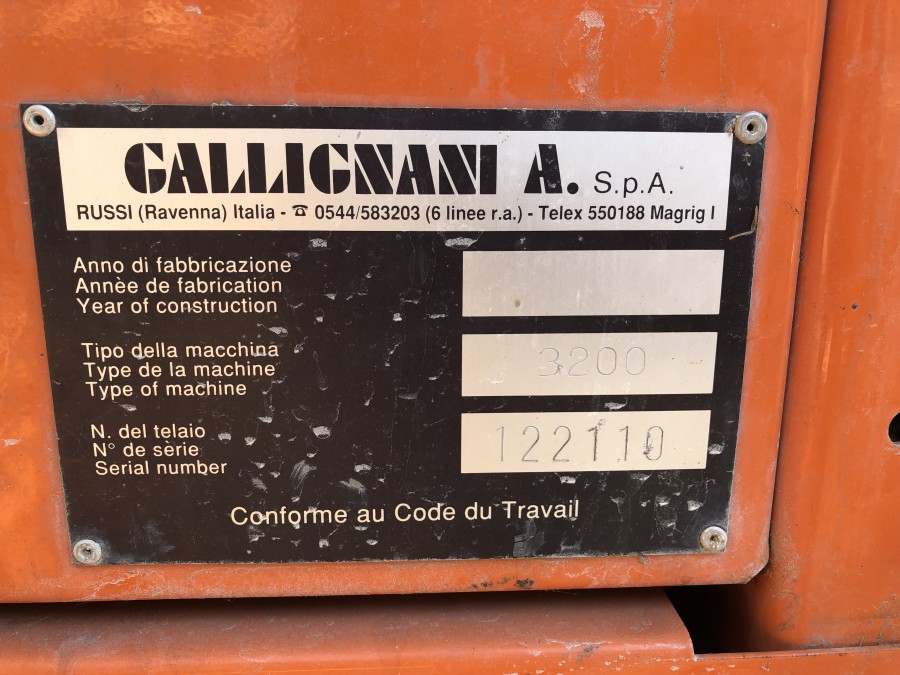 GALLIGNANI A. S.p.A.
RUSSI (Ravenna) Italia - ☎ 0544/583203 (6 linee r.a.) - Telex 550188 Magrig I
Anno di fabbricazione
Annèe de fabrication
Year of construction
Tipo della macchina
Type de la machine
Type of machine
3200
N. del telaio
N° de sèrie
Serial number
122110
Conforme au Code du Travail